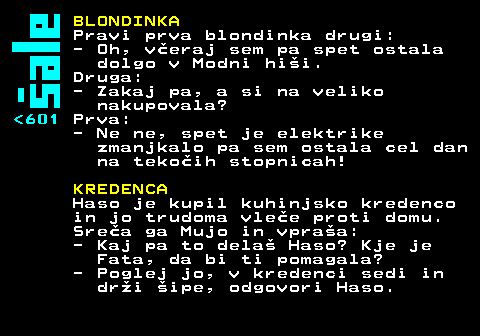 šale
<601
BLONDINKA
Pravi prva blondinka drugi:
- Oh, včeraj sem pa spet ostala
dolgo v Modni hiši.
Druga:
- Zakaj pa, a si na veliko
nakupovala?
Prva:
- Ne ne, spet je elektrike
zmanjkalo pa sem ostala cel dan
na tekočih stopnicah!
KREDENCA
Haso je kupil kuhinjsko kredenco
in jo trudoma vleče proti domu.
Sreča ga Mujo in vpraša:
- Kaj pa to delaš Haso? Kje je
Fata, da bi ti pomagala?
- Poglej jo, v kredenci sedi in
drži šipe, odgovori Haso.